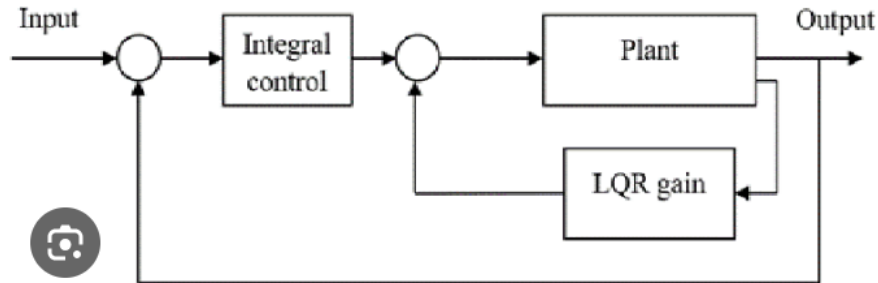 Input
Output
Integral
control
Plant
LQR gain